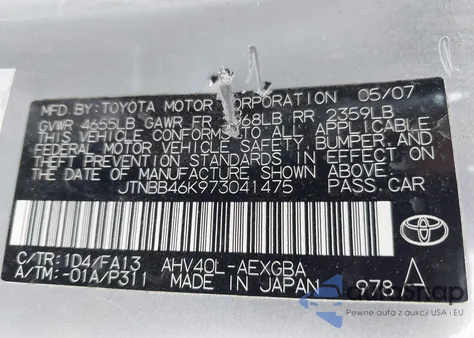 MFD.BY: TOYOTA MOTOR CORPORATION 05/07
GVWR 4655LB GAWR FR 68LB RR 2359LB
THIS VEHICLE CONFORMS TO ALL APPLICABLE
FEDERAL MOTOR VEHICLE SAFETY, BUMPER, AND
THEFT PREVENTION STANDARDS IN EFFECT ON
THE DATE OF MANUFACTURE SHOWN ABOVE.
JTNBB46K973041475 PASS.CAR
C/TR:1D4/FA13 AHV40L-AEXGBA
A/TM:-01A/P311 MADE IN JAPAN 978 A
TOYOTA
Pewne auta z aukcji USA i EU